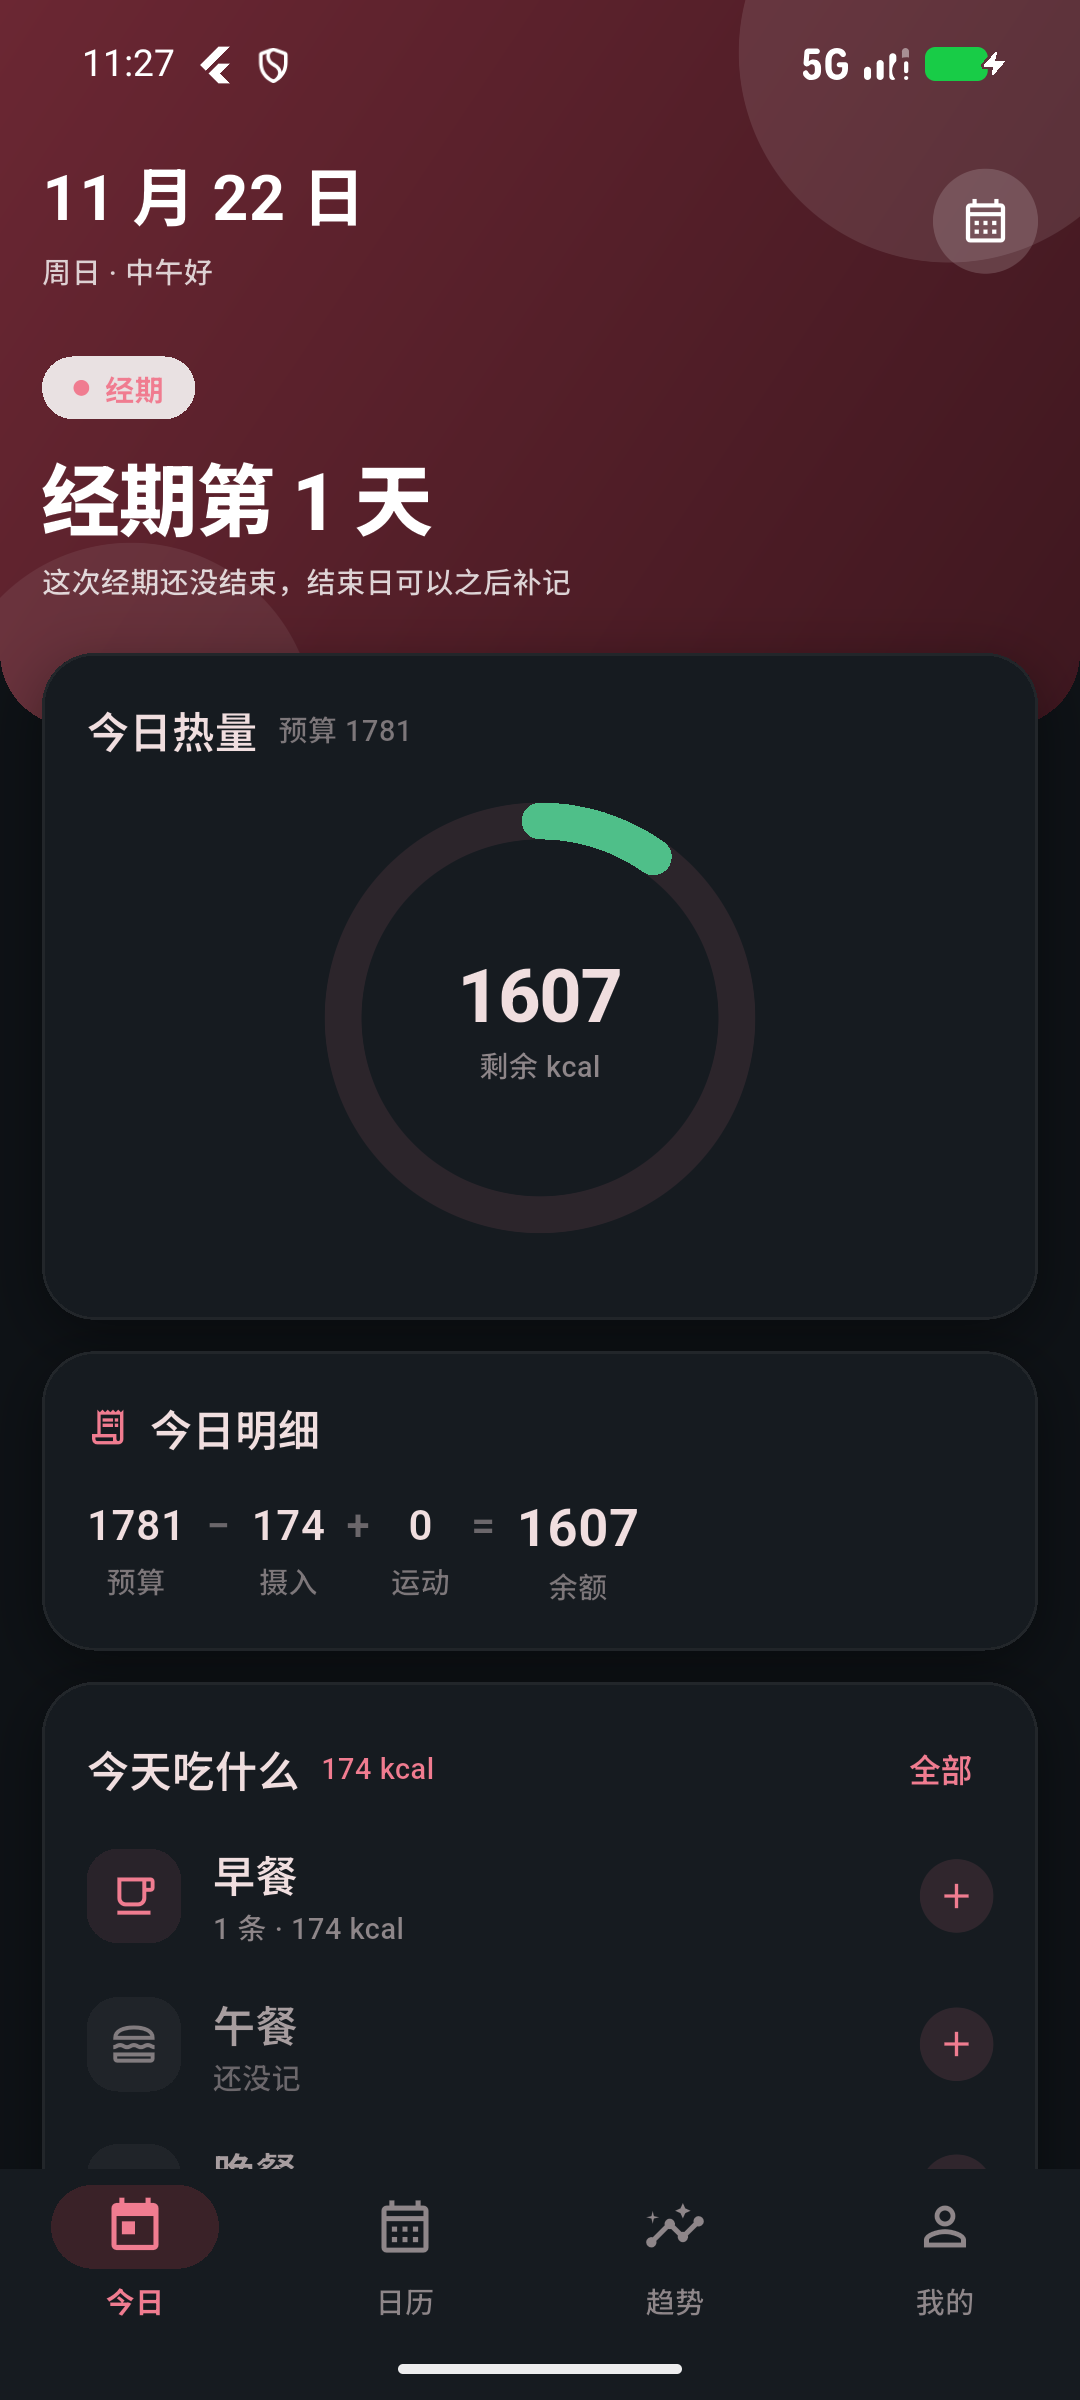 11:27
5G
11 月 22 日
周日 · 中午好
经期
经期第 1 天
这次经期还没结束，结束日可以之后补记
今日热量 预算 1781
1607
剩余 kcal
今日明细
1781 − 174 + 0 = 1607
预算 摄入 运动 余额
今天吃什么 174 kcal 全部
早餐
1 条 · 174 kcal
午餐
还没记
晚餐
今日 日历 趋势 我的